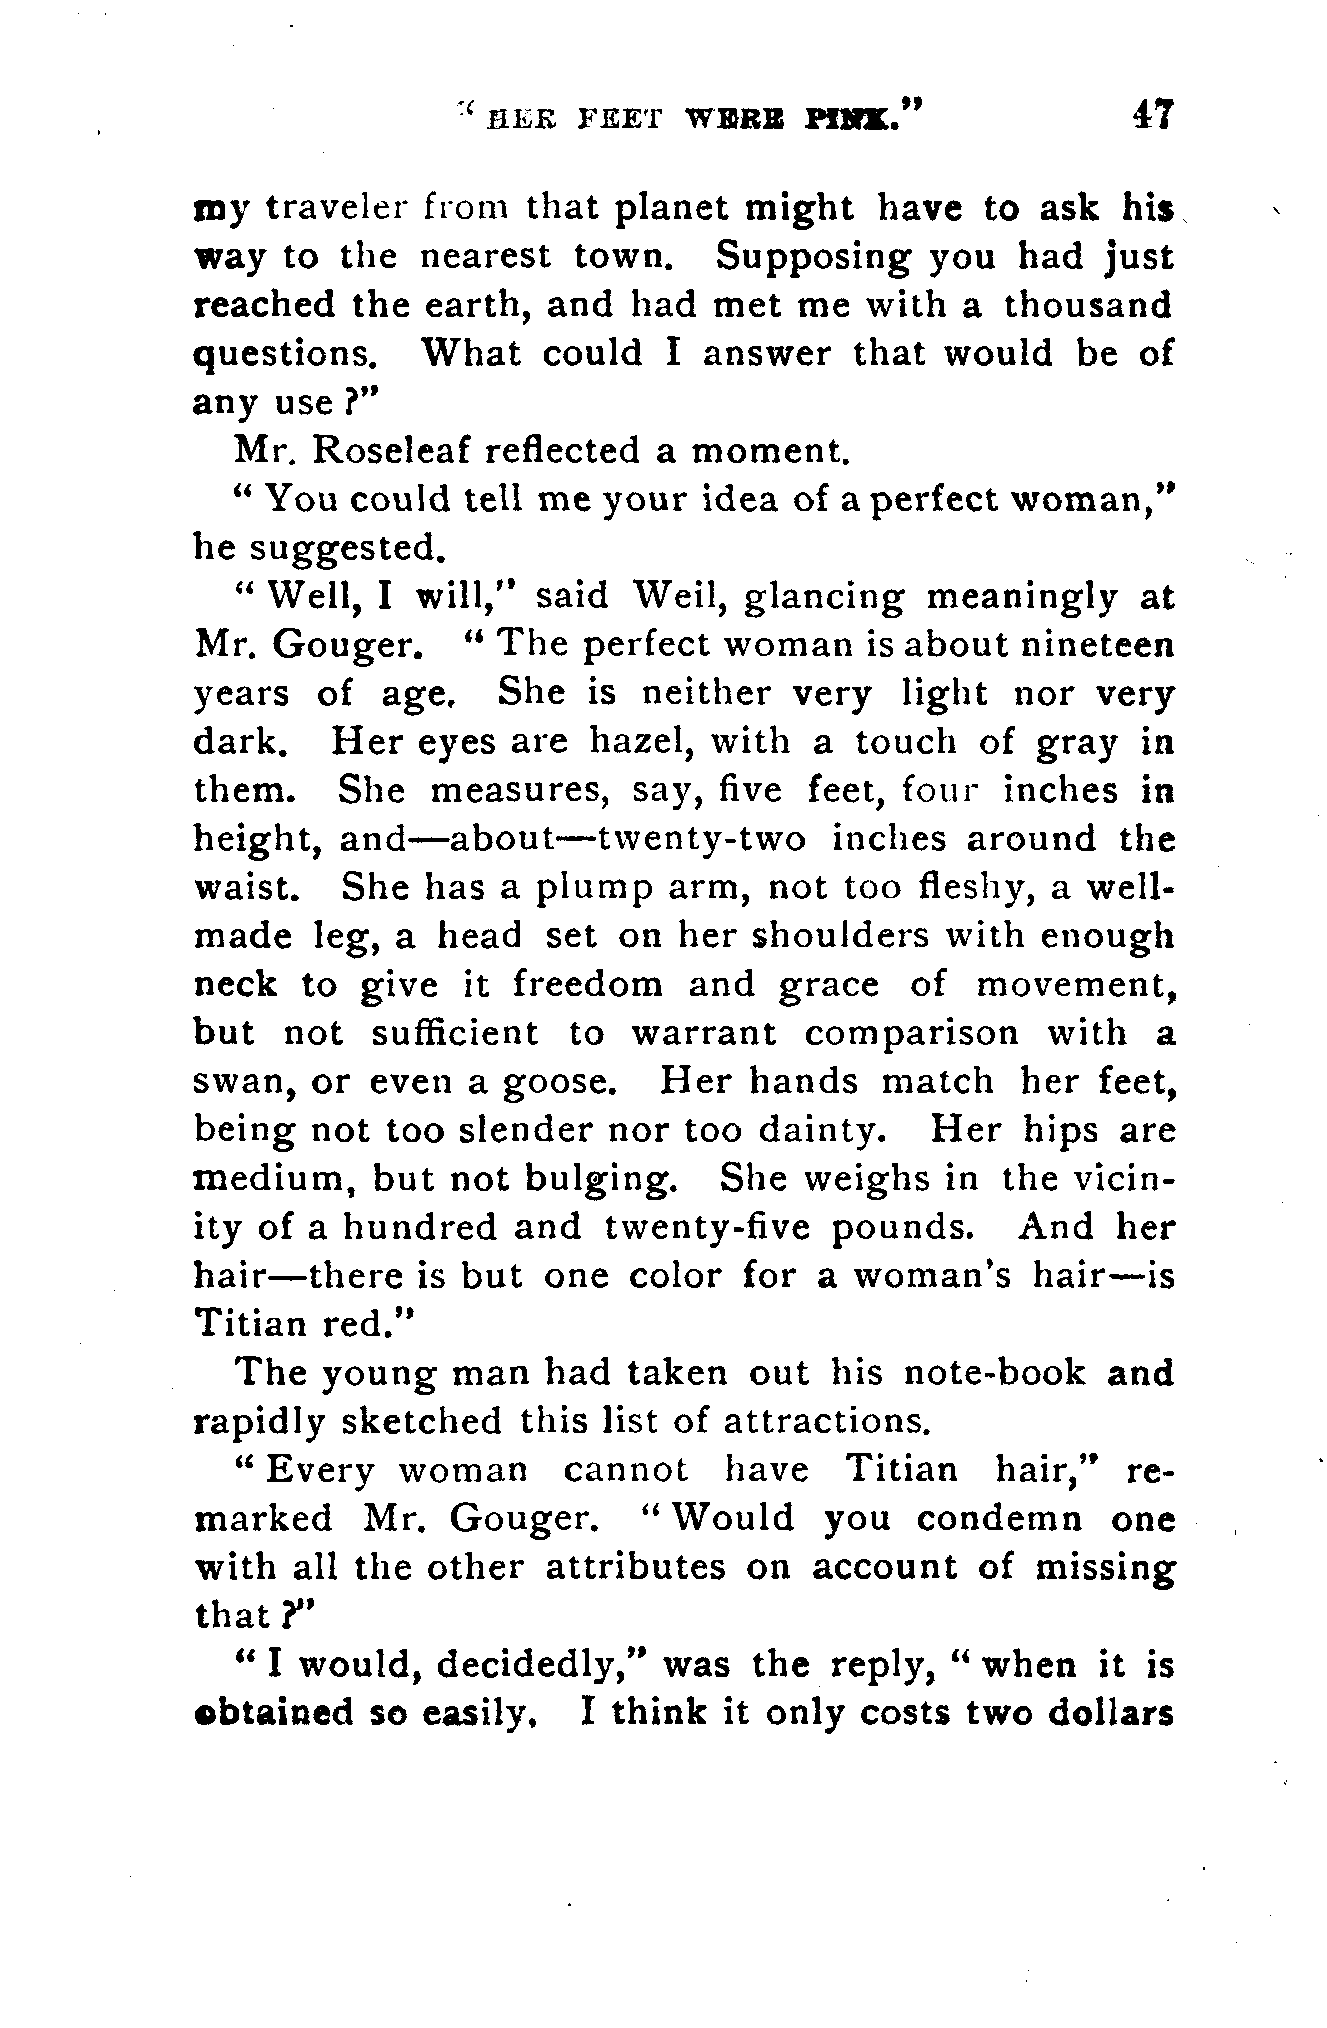 "HER FEET WERE PINK." 47
my traveler from that planet might have to ask his
way to the nearest town. Supposing you had just
reached the earth, and had met me with a thousand
questions. What could I answer that would be of
any use?"
Mr. Roseleaf reflected a moment.
"You could tell me your idea of a perfect woman,"
he suggested.
"Well, I will," said Weil, glancing meaningly at
Mr. Gouger. "The perfect woman is about nineteen
years of age. She is neither very light nor very
dark. Her eyes are hazel, with a touch of gray in
them. She measures, say, five feet, four inches in
height, and—about—twenty-two inches around the
waist. She has a plump arm, not too fleshy, a well-
made leg, a head set on her shoulders with enough
neck to give it freedom and grace of movement,
but not sufficient to warrant comparison with a
swan, or even a goose. Her hands match her feet,
being not too slender nor too dainty. Her hips are
medium, but not bulging. She weighs in the vicin-
ity of a hundred and twenty-five pounds. And her
hair—there is but one color for a woman's hair—is
Titian red."
The young man had taken out his note-book and
rapidly sketched this list of attractions.
"Every woman cannot have Titian hair," re-
marked Mr. Gouger. "Would you condemn one
with all the other attributes on account of missing
that?"
"I would, decidedly," was the reply, "when it is
obtained so easily. I think it only costs two dollars